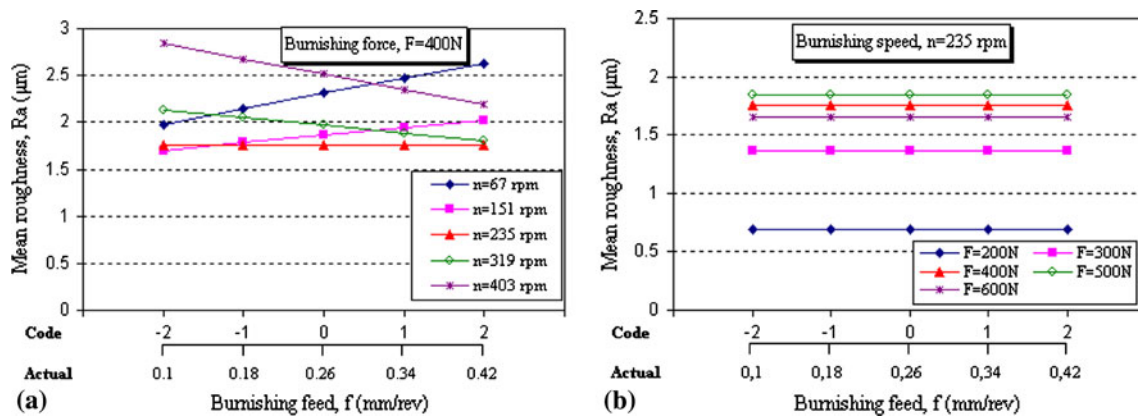 Burnishing force, F=400N
Mean roughness, Ra (μm)
3
2.5
2
1.5
1
0.5
0
n=67 rpm
n=151 rpm
n=235 rpm
n=319 rpm
n=403 rpm
Code
-2 -1 0 1 2
Actual
0.1 0.18 0.26 0.34 0.42
(a)
Burnishing feed, f (mm/rev)
Burnishing speed, n=235 rpm
Mean roughness, Ra (μm)
2.5
2
1.5
1
0.5
0
F=200N F=300N
F=400N F=500N
F=600N
Code
-2 -1 0 1 2
Actual
0,1 0,18 0,26 0,34 0,42
(b)
Burnishing feed, f (mm/rev)